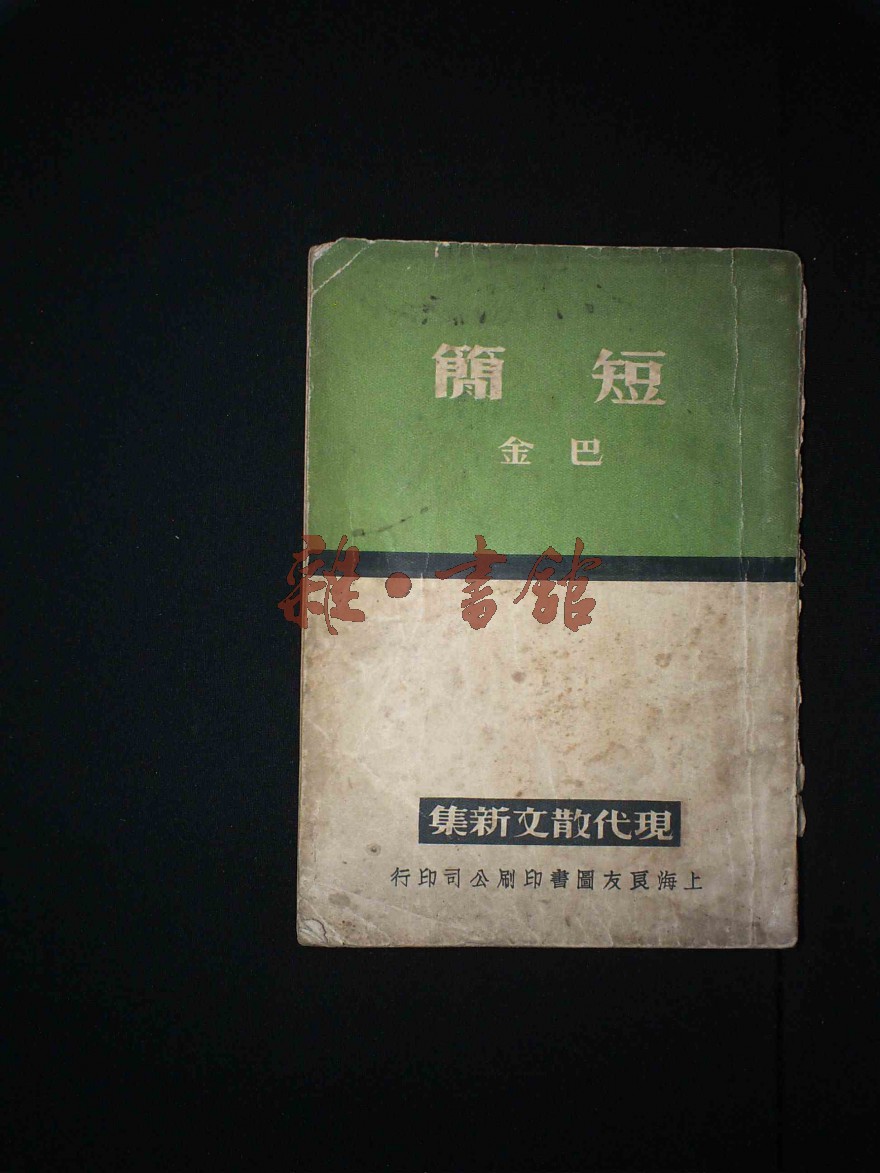 短簡
巴金
雜·書館
現代散文新集
上海良友圖書印刷公司印行